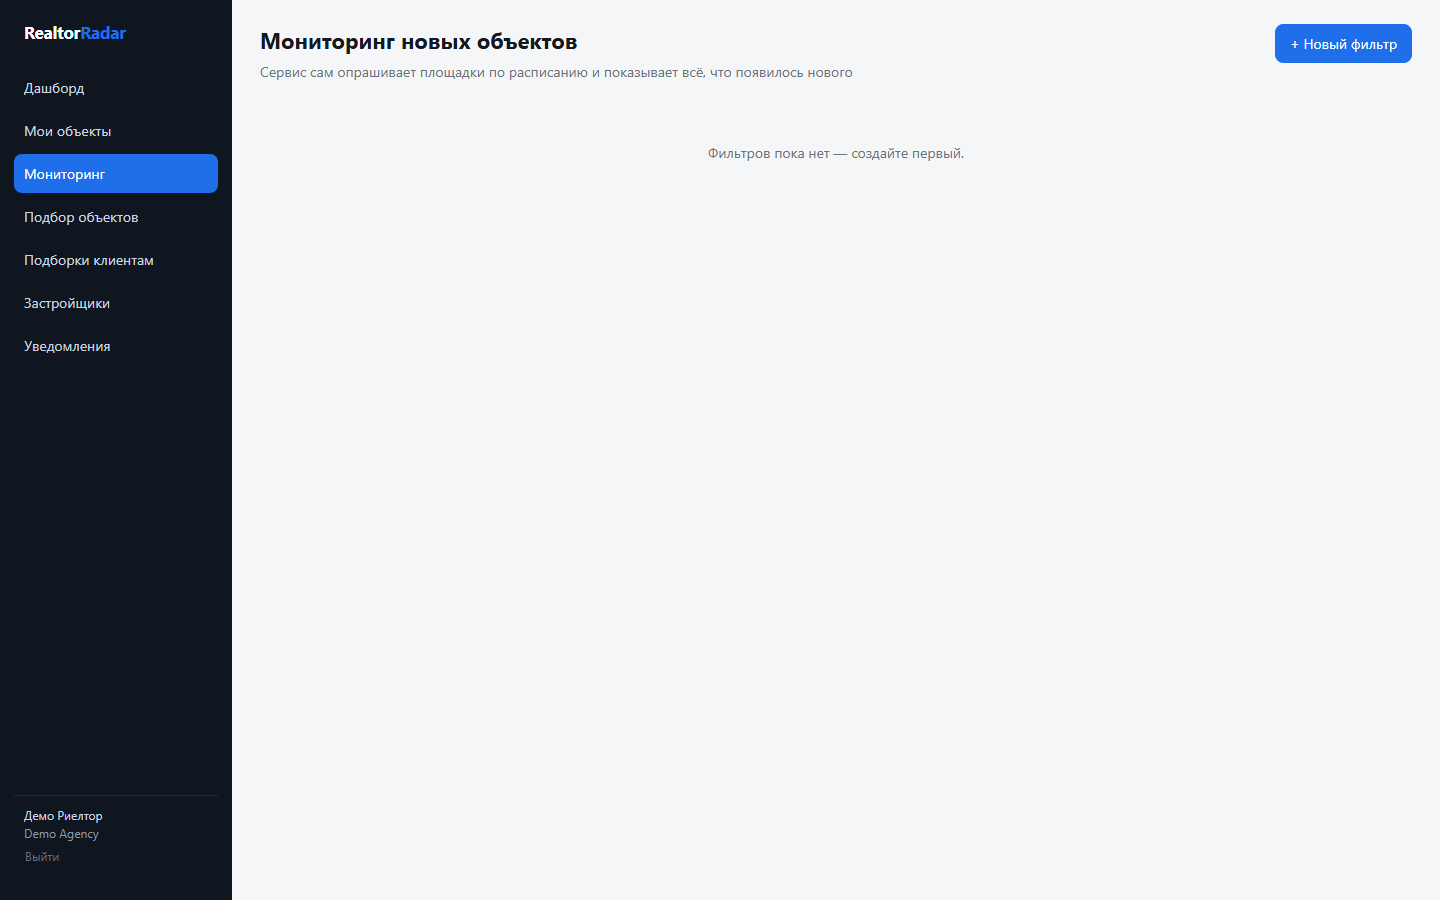 RealtorRadar
Дашборд
Мои объекты
Мониторинг
Подбор объектов
Подборки клиентам
Застройщики
Уведомления
Демо Риелтор
Demo Agency
Выйти
Мониторинг новых объектов
Сервис сам опрашивает площадки по расписанию и показывает всё, что появилось нового
+ Новый фильтр
Фильтров пока нет — создайте первый.